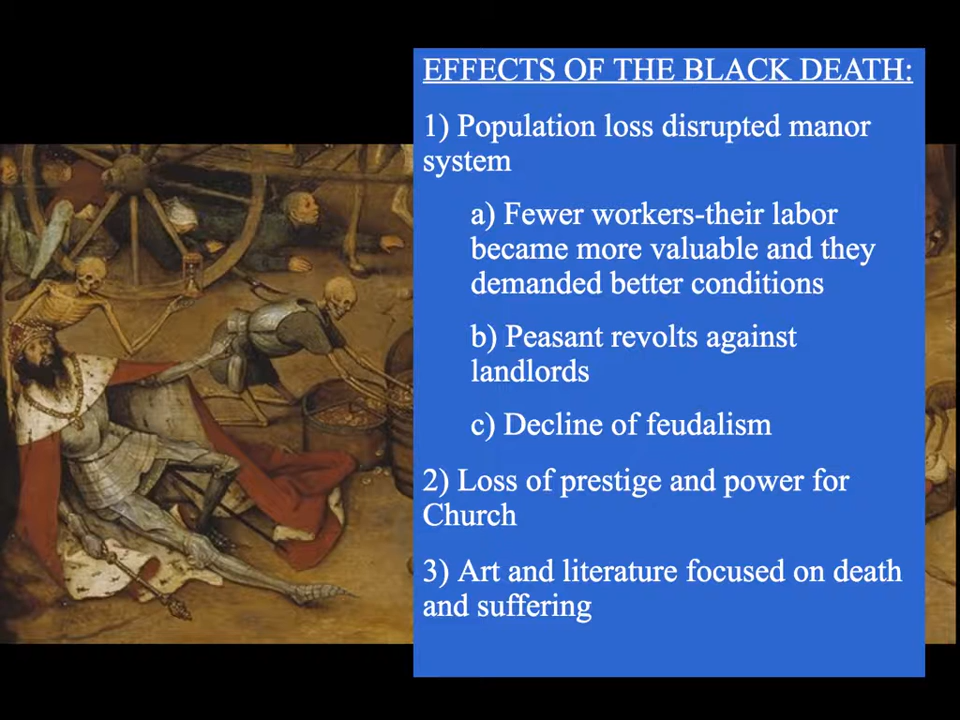 EFFECTS OF THE BLACK DEATH:
1) Population loss disrupted manor
system
a) Fewer workers-their labor
became more valuable and they
demanded better conditions
b) Peasant revolts against
landlords
c) Decline of feudalism
2) Loss of prestige and power for
Church
3) Art and literature focused on death
and suffering